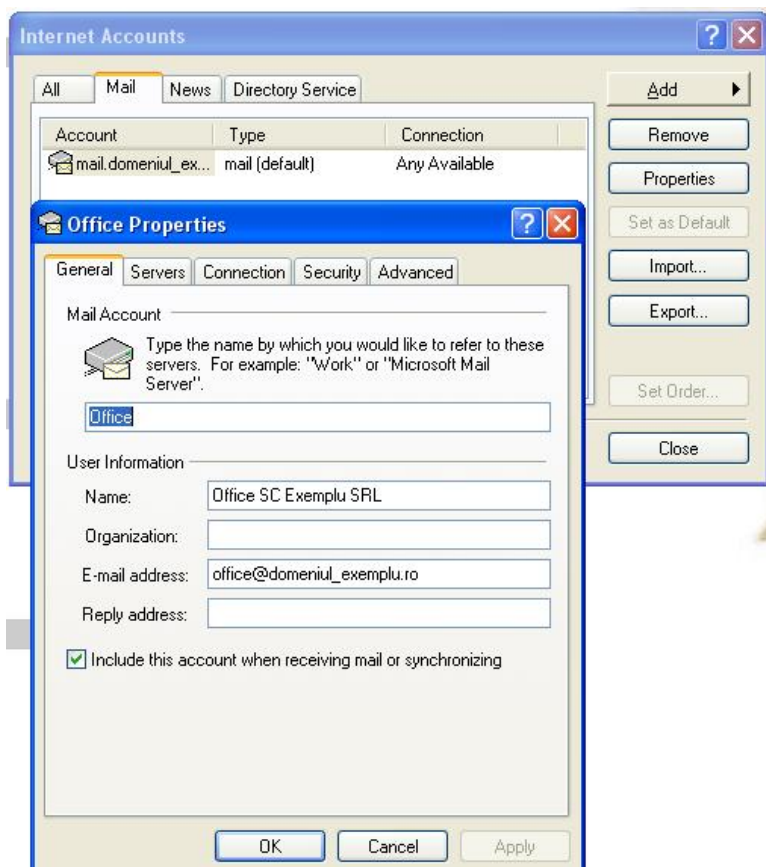 Internet Accounts
All Mail News Directory Service
Account Type Connection
mail.domeniul_ex... mail (default) Any Available
Add
Remove
Properties
Set as Default
Import...
Export...
Set Order...
Close
Office Properties
General Servers Connection Security Advanced
Mail Account
Type the name by which you would like to refer to these
servers. For example: "Work" or "Microsoft Mail
Server".
Office
User Information
Name: Office SC Exemplu SRL
Organization:
E-mail address: office@domeniul_exemplu.ro
Reply address:
Include this account when receiving mail or synchronizing
OK Cancel Apply